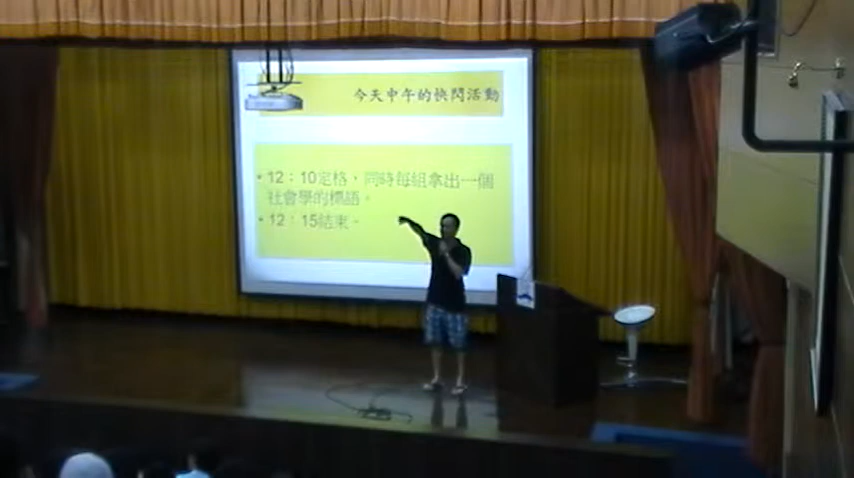 今天中午的快閃活動
• 12：10定格，同時每組拿出一個
社會學的標語。
• 12：15結束。